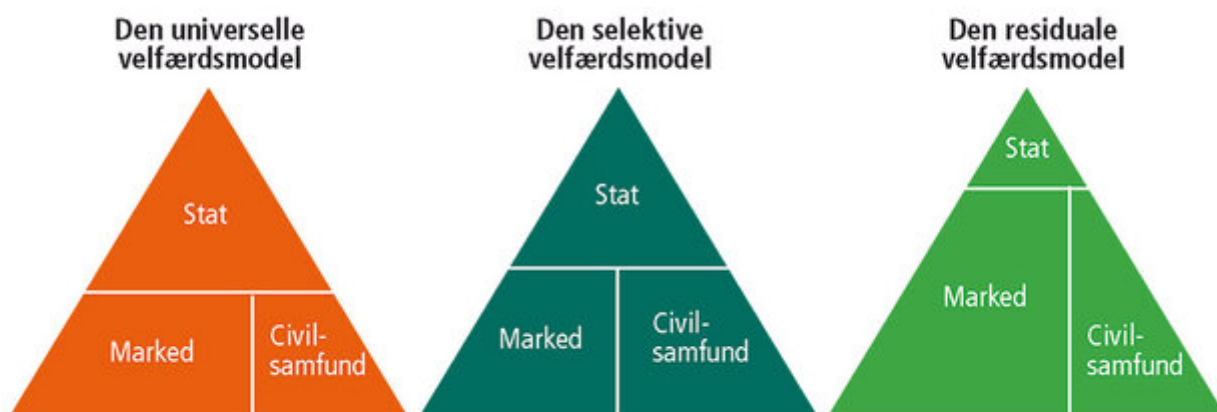 Den universelle
velfærdsmodel
Stat
Marked
Civil-
samfund
Den selektive
velfærdsmodel
Stat
Marked
Civil-
samfund
Den residuale
velfærdsmodel
Stat
Marked
Civil-
samfund